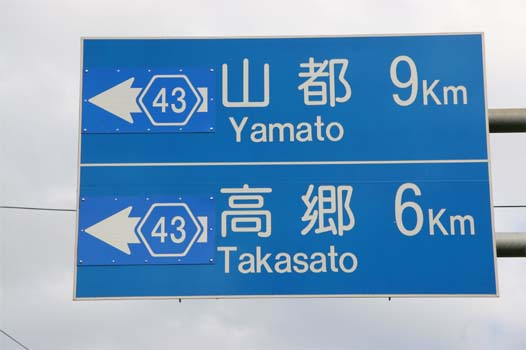 43 山都 9Km
Yamato
43 高郷 6Km
Takasato